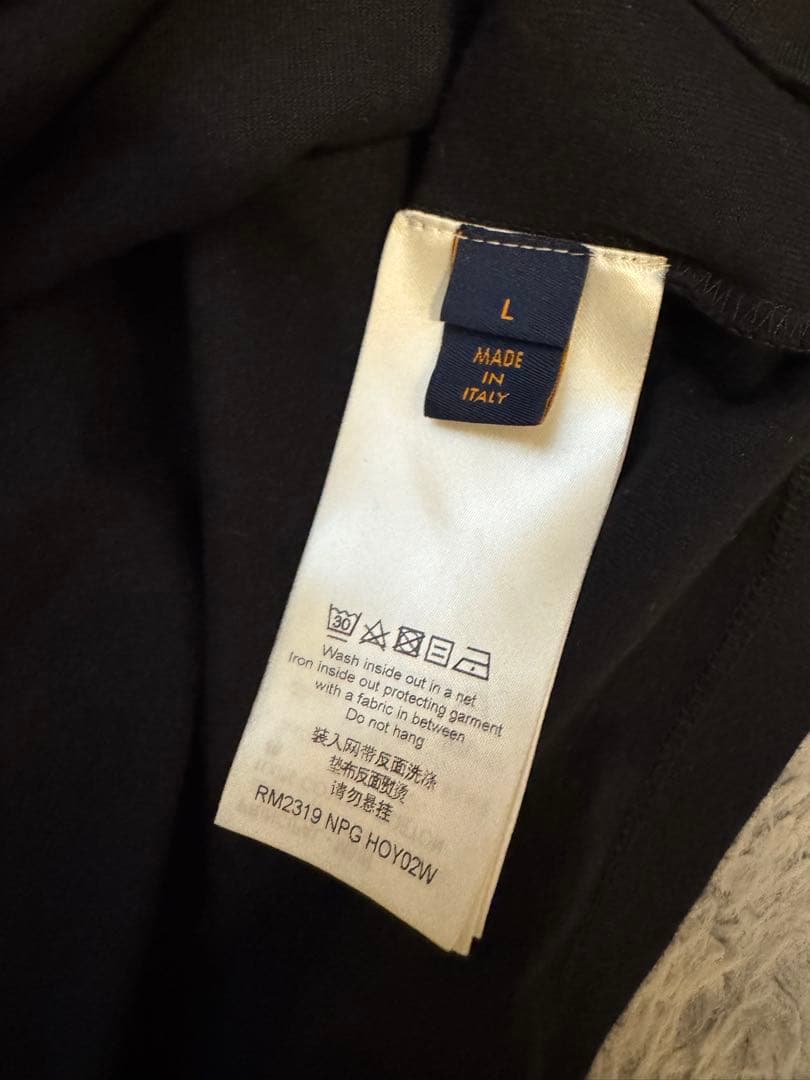 L
MADE
IN
ITALY
30
Wash inside out in a net
Iron inside out protecting garment
with a fabric in between
Do not hang
装入网带反面洗涤
垫布反面熨烫
请勿悬挂
RM2319 NPG HOY02W